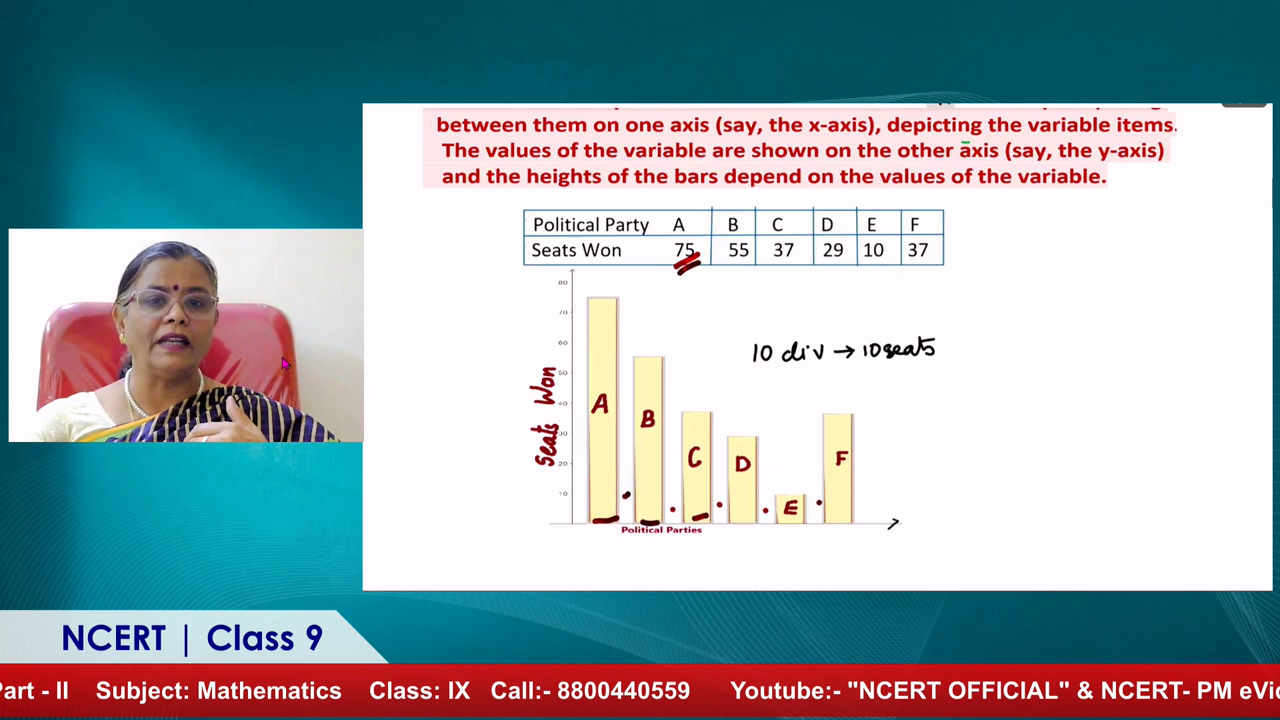 between them on one axis (say, the x-axis), depicting the variable items.
The values of the variable are shown on the other axis (say, the y-axis)
and the heights of the bars depend on the values of the variable.
Political Party A B C D E F
Seats Won 75 55 37 29 10 37
80
70
60
50
40
30
20
10
Seats Won
10 div → 10 seats
A
B
C
D
E
F
Political Parties
NCERT | Class 9
Part - II Subject: Mathematics Class: IX Call:- 8800440559 Youtube:- "NCERT OFFICIAL" & NCERT- PM eVi